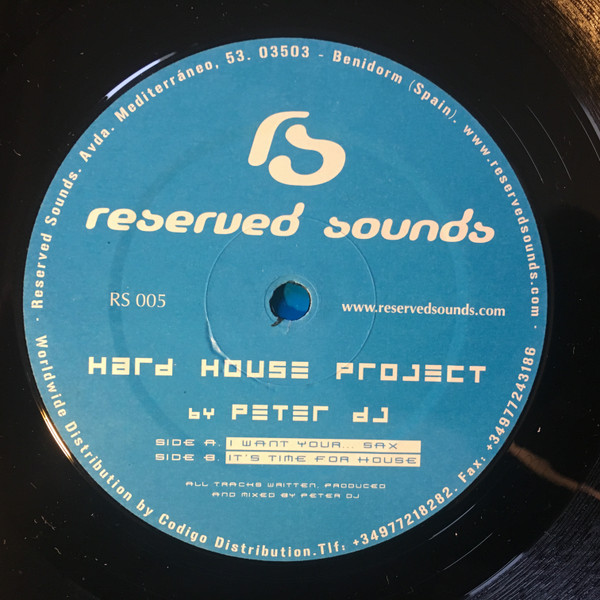 · Reserved Sounds. Avda. Mediterráneo, 53. 03503 - Benidorm (Spain). www.reservedsounds.com ·
rs
reserved sounds
RS 005
www.reservedsounds.com
Hard House Project
by Peter dJ
SIDE A. I WANT YOUR... SAX
SIDE B. IT'S TIME FOR HOUSE
ALL TRACKS WRITTEN, PRODUCED
AND MIXED BY PETER DJ
Worldwide Distribution by Codigo Distribution.Tlf: +34977218282. Fax: +34977243186